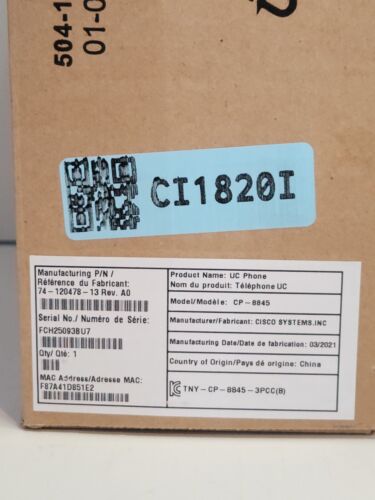 504-1
01-0
CI1820I
Manufacturing P/N /
Référence du Fabricant:
74-120478-13 Rev. A0
Serial No./ Numéro de Série:
FCH25093BU7
Qty/ Qté: 1
MAC Address/Adresse MAC:
F87A41D851E2
Product Name: UC Phone
Nom du produit: Téléphone UC
Model/Modèle: CP-8845
Manufacturer/Fabricant: CISCO SYSTEMS.INC
Manufacturing Date/Date de fabrication: 03/2021
Country of Origin/Pays dé origine: China
TNY-CP-8845-3PCC(B)